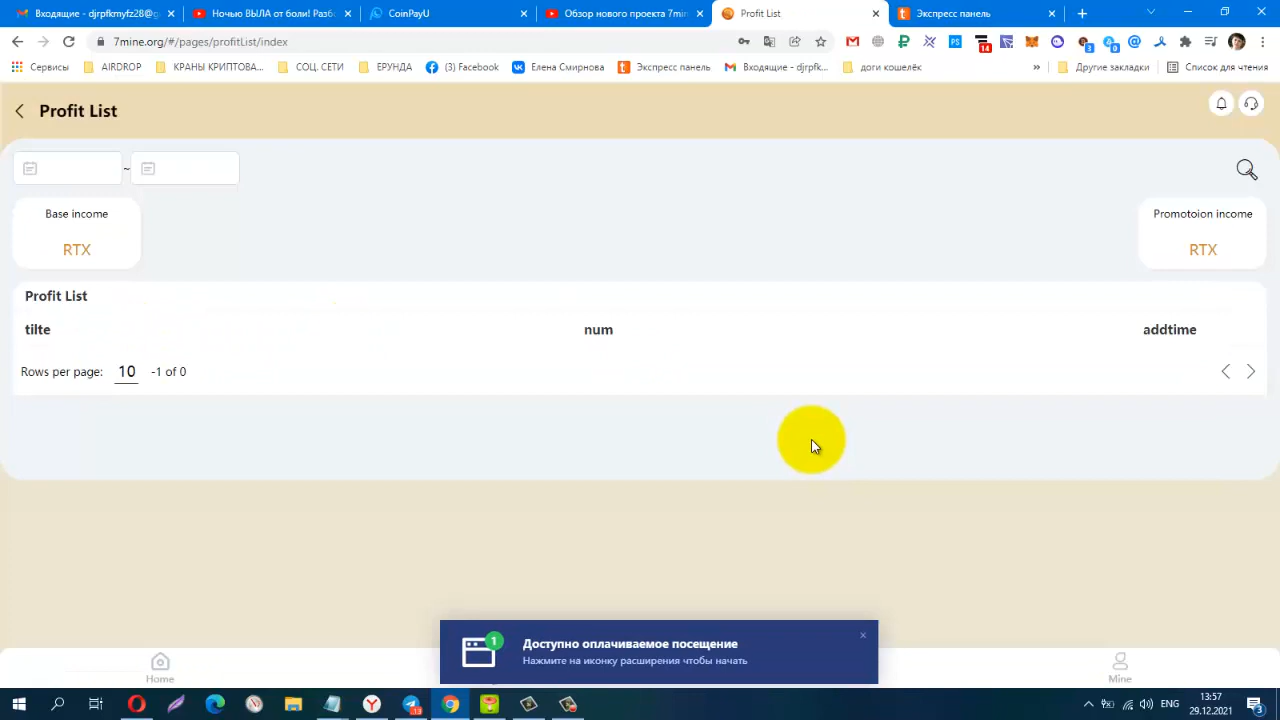 Входящие - djrpfkmyfz28@g
Ночью ВЫЛА от боли! Разб
CoinPayU
Обзор нового проекта 7min
Profit List
Экспресс панель
7mine.org/#/pages/profitList/index
Сервисы
AIRDROP
КРАНЫ КРИПТОВА...
СОЦ. СЕТИ
ЕРУНДА
(3) Facebook
Елена Смирнова
Экспресс панель
Входящие - djrpfk...
доги кошелёк
»
Другие закладки
Список для чтения
Profit List
~
Base income
RTX
Promotoion income
RTX
Profit List
tilte num addtime
Rows per page: 10 -1 of 0
1
Доступно оплачиваемое посещение
Нажмите на иконку расширения чтобы начать
Home
Mine
ENG
13:57
29.12.2021